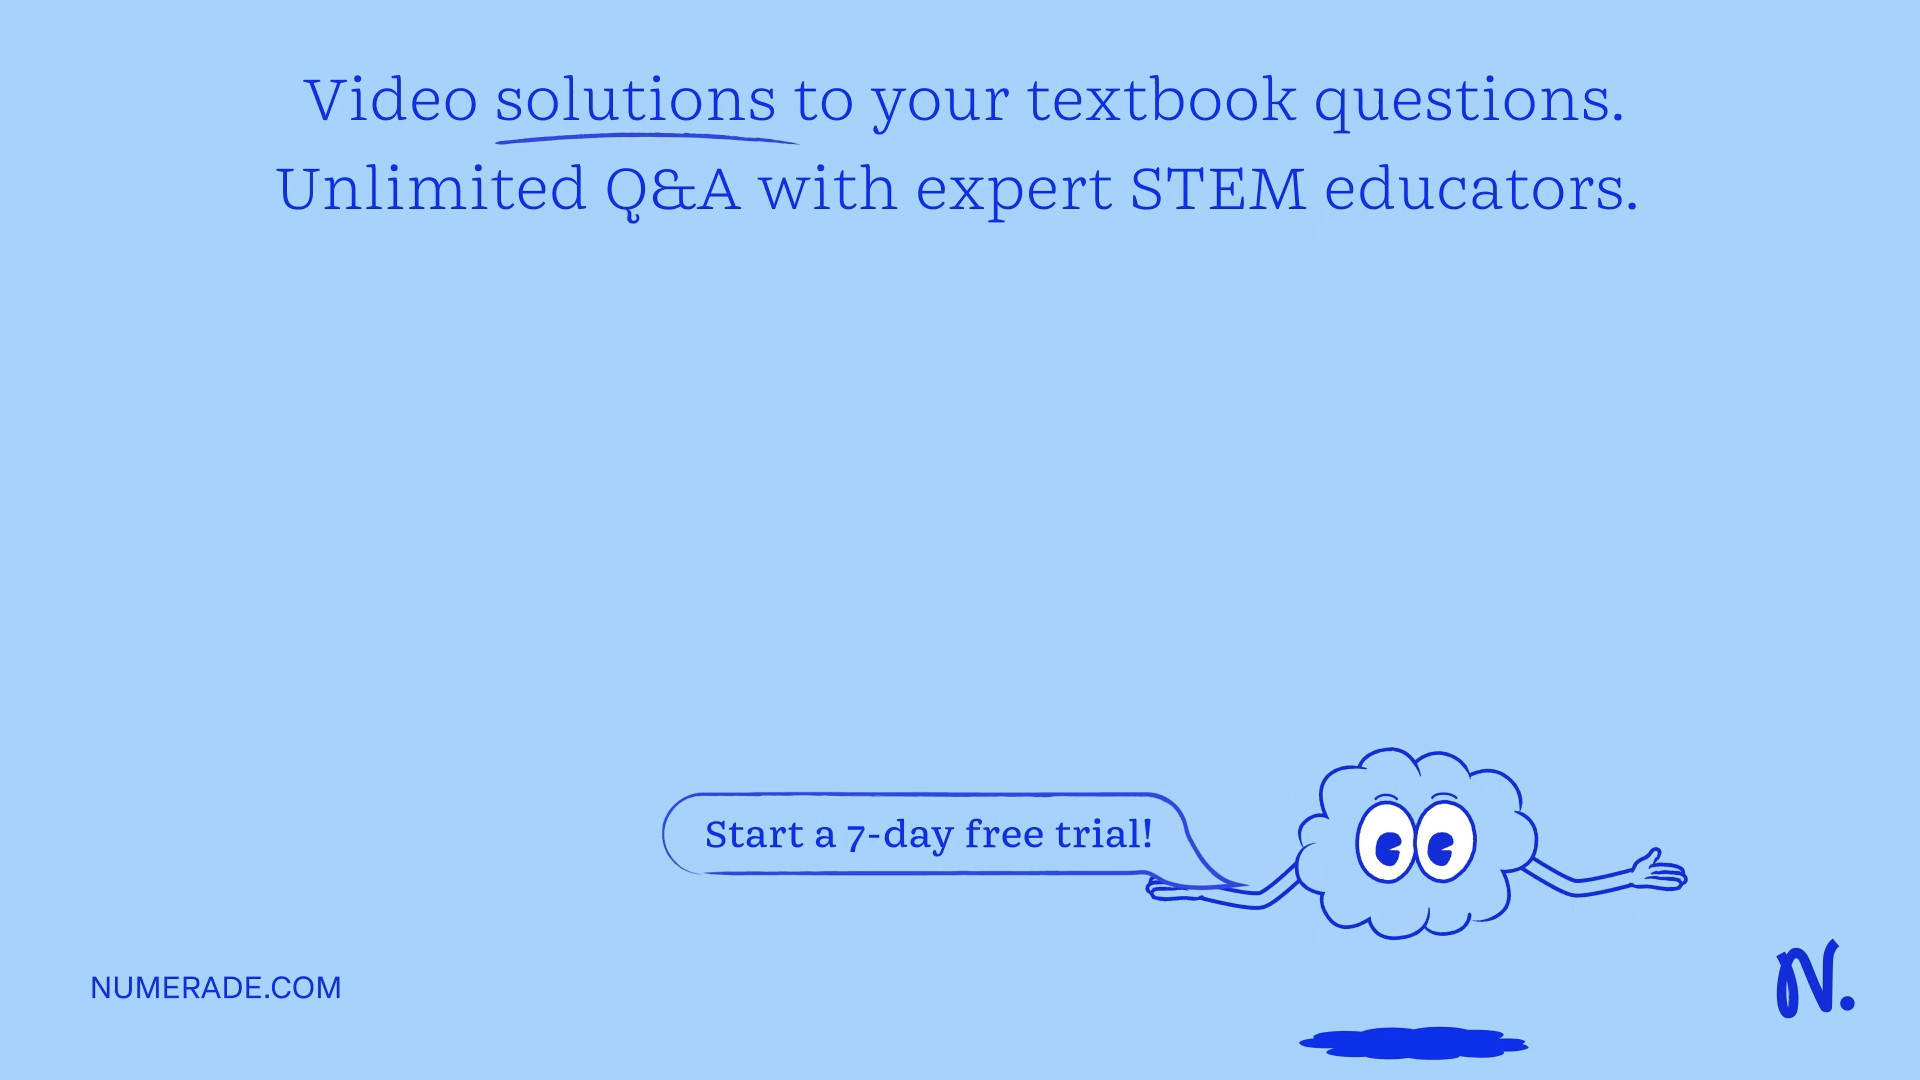 Video solutions to your textbook questions.
Unlimited Q&A with expert STEM educators.
Start a 7-day free trial!
NUMERADE.COM
N.